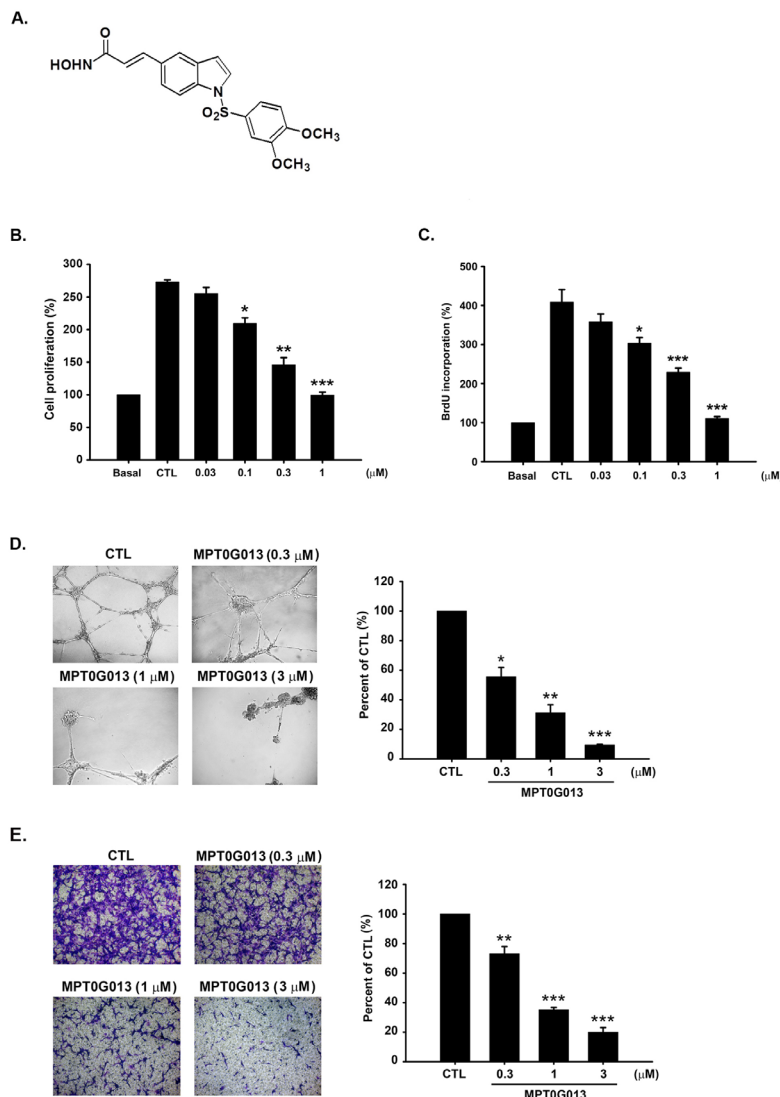 A.
O
HOHN
N
O2S
OCH3
OCH3
B.
Cell proliferation (%)
300
250
200
150
100
50
0
*
**
***
Basal CTL 0.03 0.1 0.3 1 (μM)
C.
BrdU incorporation (%)
500
400
300
200
100
0
*
***
***
Basal CTL 0.03 0.1 0.3 1 (μM
D.
CTL MPT0G013 (0.3 μM)
MPT0G013 (1 μM) MPT0G013 (3 μM)
Percent of CTL (%)
120
100
80
60
40
20
0
*
**
***
CTL 0.3 1 3 (μM)
MPT0G013
E.
CTL MPT0G013 (0.3 μM)
MPT0G013 (1 μM) MPT0G013 (3 μM)
Percent of CTL (%)
120
100
80
60
40
20
0
**
***
***
CTL 0.3 1 3 (μM)
MPT0G013